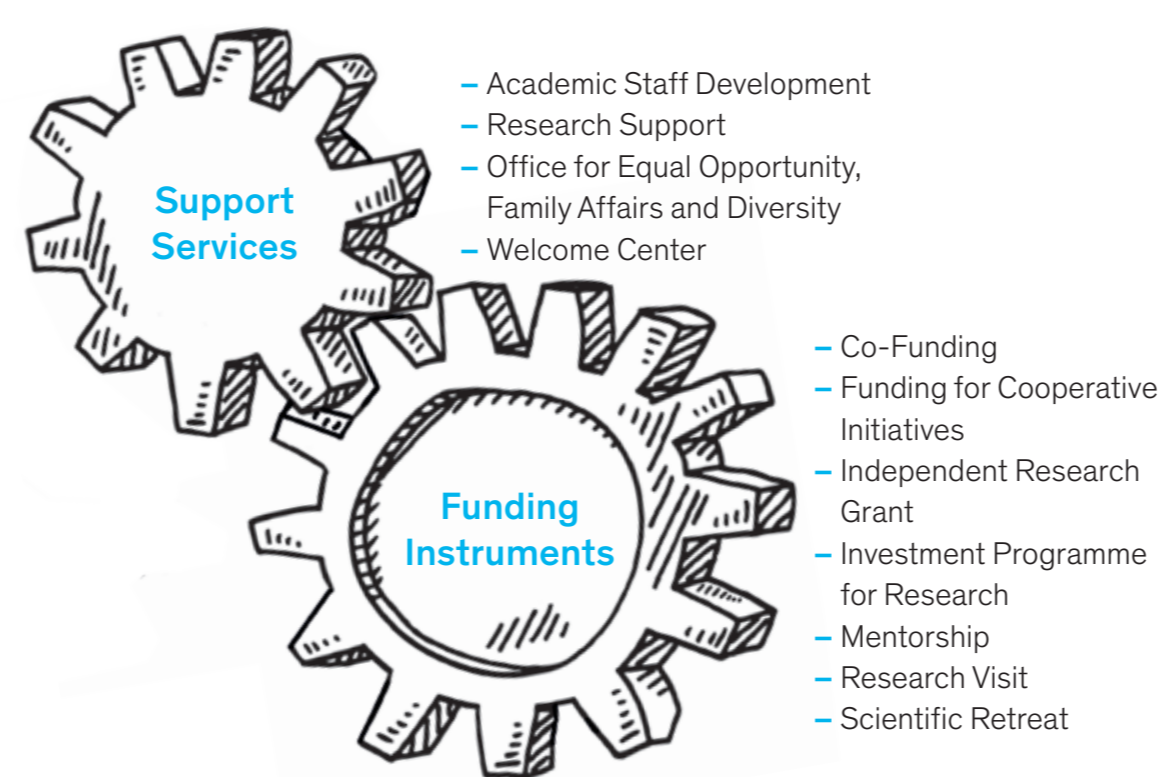 Support
Services
– Academic Staff Development
– Research Support
– Office for Equal Opportunity,
Family Affairs and Diversity
– Welcome Center
Funding
Instruments
– Co-Funding
– Funding for Cooperative
Initiatives
– Independent Research
Grant
– Investment Programme
for Research
– Mentorship
– Research Visit
– Scientific Retreat